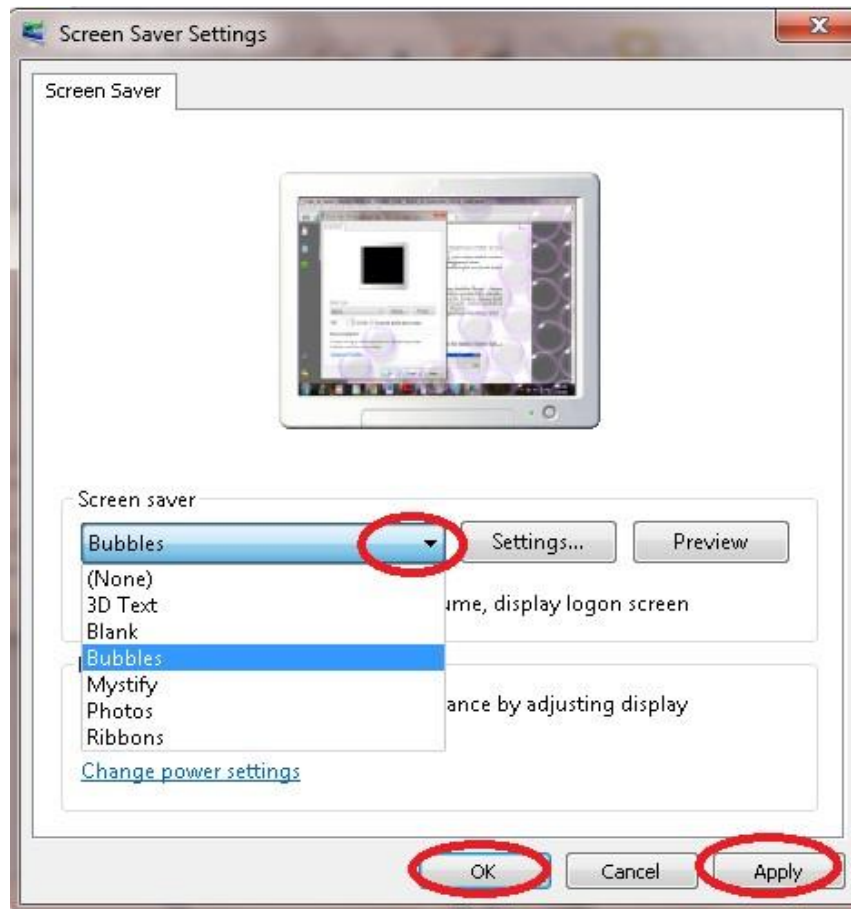 Screen Saver Settings
Screen Saver
Screen saver
Bubbles
Settings...
Preview
(None)
3D Text
ume, display logon screen
Blank
Bubbles
Mystify
Photos
ance by adjusting display
Ribbons
Change power settings
OK
Cancel
Apply